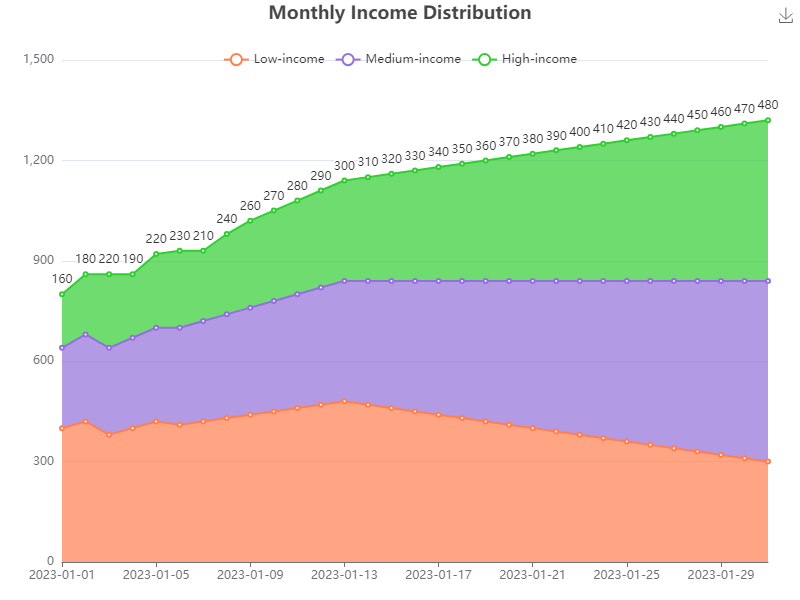 Monthly Income Distribution
Low-income Medium-income High-income
1,500
1,200
900
600
300
0
160 180 220 190 220 230 210 240 260 270 280 290 300 310 320 330 340 350 360 370 380 390 400 410 420 430 440 450 460 470 480
2023-01-01 2023-01-05 2023-01-09 2023-01-13 2023-01-17 2023-01-21 2023-01-25 2023-01-29